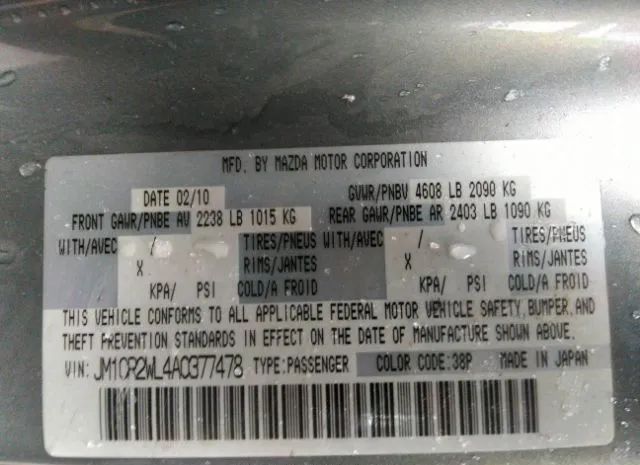 MFD. BY MAZDA MOTOR CORPORATION
DATE 02/10 GVWR/PNBV 4608 LB 2090 KG
FRONT GAWR/PNBE AV 2238 LB 1015 KG REAR GAWR/PNBE AR 2403 LB 1090 KG
WITH/AVEC / TIRES/PNEUS WITH/AVEC / TIRES/PNEUS
X RIMS/JANTES X RIMS/JANTES
KPA/ PSI COLD/A FROID KPA/ PSI COLD/A FROID
THIS VEHICLE CONFORMS TO ALL APPLICABLE FEDERAL MOTOR VEHICLE SAFETY, BUMPER, AND
THEFT PREVENTION STANDARDS IN EFFECT ON THE DATE OF MANUFACTURE SHOWN ABOVE.
VIN: JM1CR2WL4A0377478 TYPE:PASSENGER COLOR CODE:38P MADE IN JAPAN